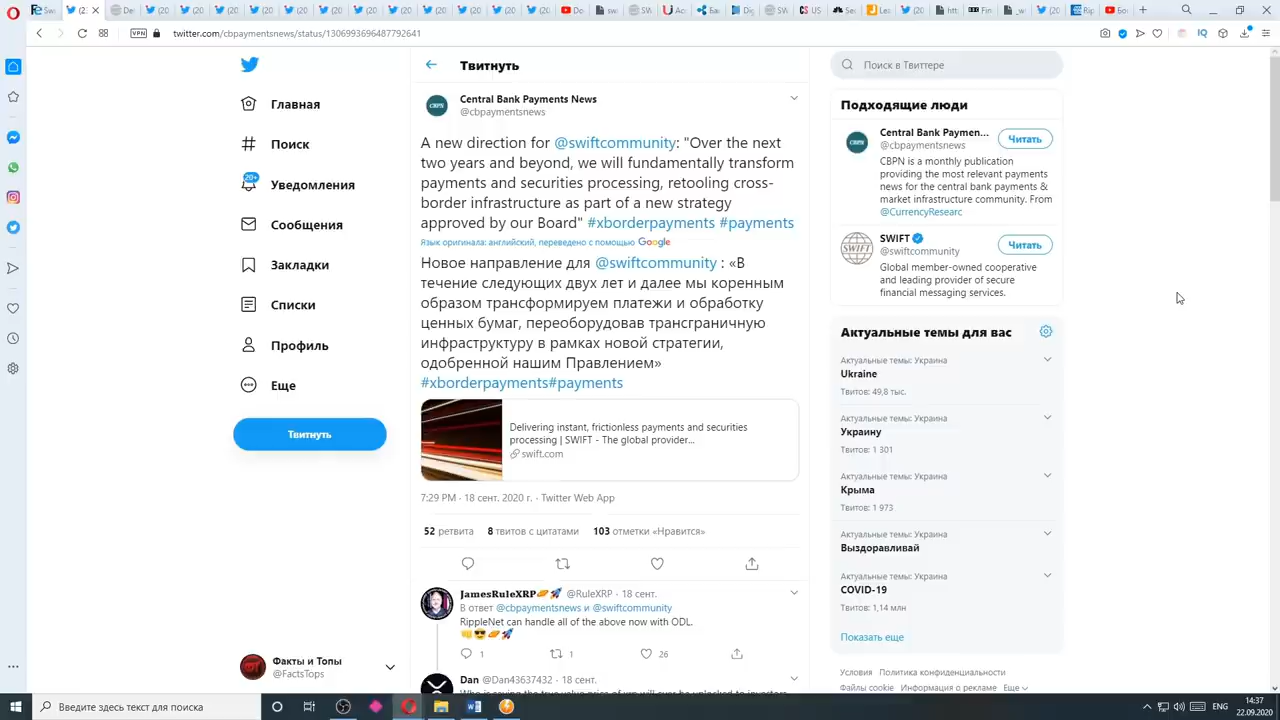 twitter.com/cbpaymentsnews/status/1306993696487792641
VPN
Главная
Поиск
20+
Уведомления
Сообщения
Закладки
Списки
Профиль
Еще
Твитнуть
Факты и Топы
@FactsTops
Твитнуть
CBPN
Central Bank Payments News
@cbpaymentsnews
A new direction for @swiftcommunity: "Over the next
two years and beyond, we will fundamentally transform
payments and securities processing, retooling cross-
border infrastructure as part of a new strategy
approved by our Board" #xborderpayments #payments
Язык оригинала: английский, переведено с помощью Google
Новое направление для @swiftcommunity : «В
течение следующих двух лет и далее мы коренным
образом трансформируем платежи и обработку
ценных бумаг, переоборудовав трансграничную
инфраструктуру в рамках новой стратегии,
одобренной нашим Правлением»
#xborderpayments#payments
Delivering instant, frictionless payments and securities
processing | SWIFT - The global provider...
swift.com
7:29 PM · 18 сент. 2020 г. · Twitter Web App
52 ретвита 8 твитов с цитатами 103 отметки «Нравится»
JamesRuleXRP @RuleXRP · 18 сент.
В ответ @cbpaymentsnews и @swiftcommunity
RippleNet can handle all of the above now with ODL.
1 1 26
Dan @Dan43637432 · 18 сент.
Поиск в Твиттере
Подходящие люди
CBPN
Central Bank Paymen...
@cbpaymentsnews
Читать
CBPN is a monthly publication
providing the most relevant payments
news for the central bank payments &
market infrastructure community. From
@CurrencyResearc
SWIFT
SWIFT
@swiftcommunity
Читать
Global member-owned cooperative
and leading provider of secure
financial messaging services.
Актуальные темы для вас
Актуальные темы: Украина
Ukraine
Твитов: 49,8 тыс.
Актуальные темы: Украина
Украину
Твитов: 1 301
Актуальные темы: Украина
Крыма
Твитов: 1 973
Актуальные темы: Украина
Выздоравливай
Актуальные темы: Украина
COVID-19
Твитов: 1,14 млн
Показать еще
Условия Политика конфиденциальности
Файлы cookie Информация о рекламе Еще
Введите здесь текст для поиска
ENG
14:37
22.09.2020